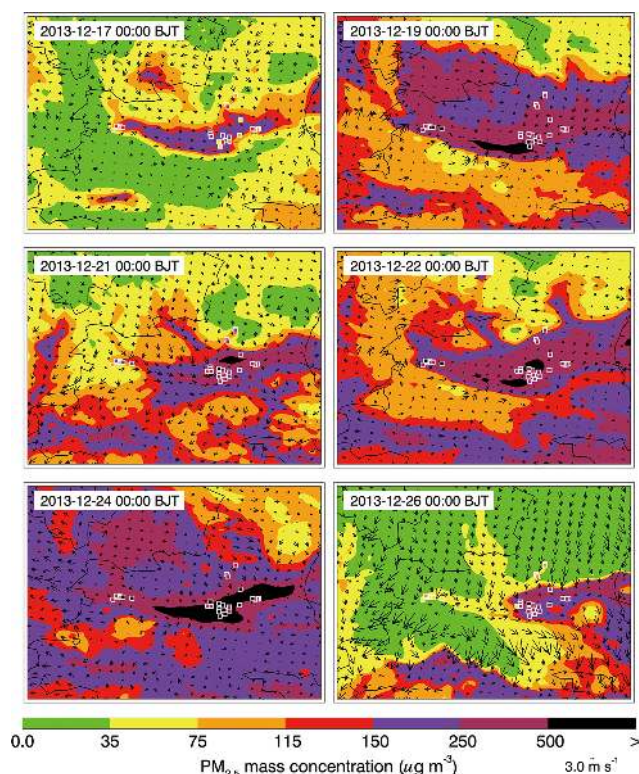 2013-12-17 00:00 BJT
2013-12-19 00:00 BJT
2013-12-21 00:00 BJT
2013-12-22 00:00 BJT
2013-12-24 00:00 BJT
2013-12-26 00:00 BJT
0.0 35 75 115 150 250 500 >
PM2.5 mass concentration (μg m⁻³) 3.0 m s⁻¹